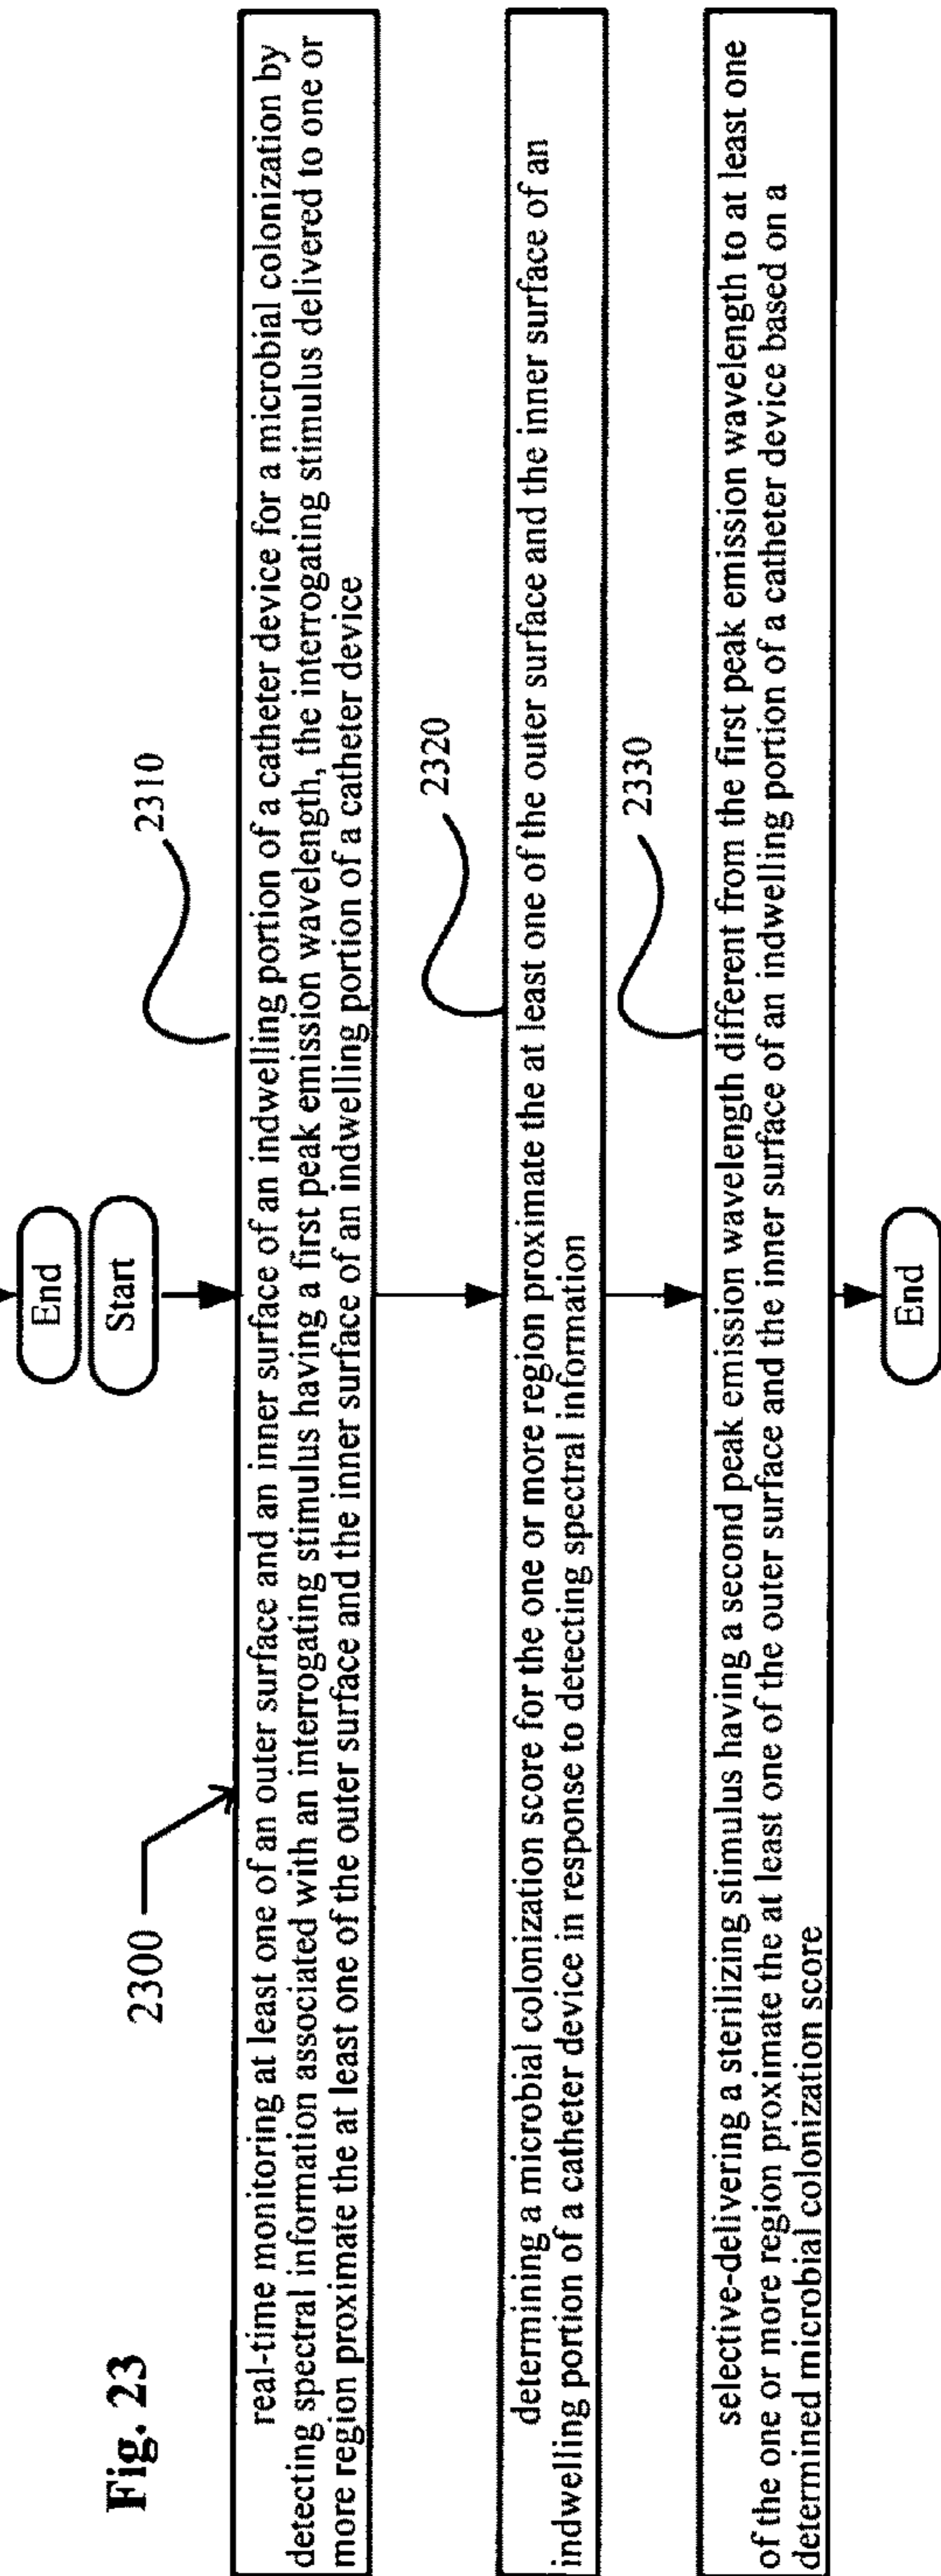 End
Start
Fig. 23
2300
2310
real-time monitoring at least one of an outer surface and an inner surface of an indwelling portion of a catheter device for a microbial colonization by
detecting spectral information associated with an interrogating stimulus having a first peak emission wavelength, the interrogating stimulus delivered to one or
more region proximate the at least one of the outer surface and the inner surface of an indwelling portion of a catheter device
2320
determining a microbial colonization score for the one or more region proximate the at least one of the outer surface and the inner surface of an
indwelling portion of a catheter device in response to detecting spectral information
2330
selective-delivering a sterilizing stimulus having a second peak emission wavelength different from the first peak emission wavelength to at least one
of the one or more region proximate the at least one of the outer surface and the inner surface of an indwelling portion of a catheter device based on a
determined microbial colonization score
End